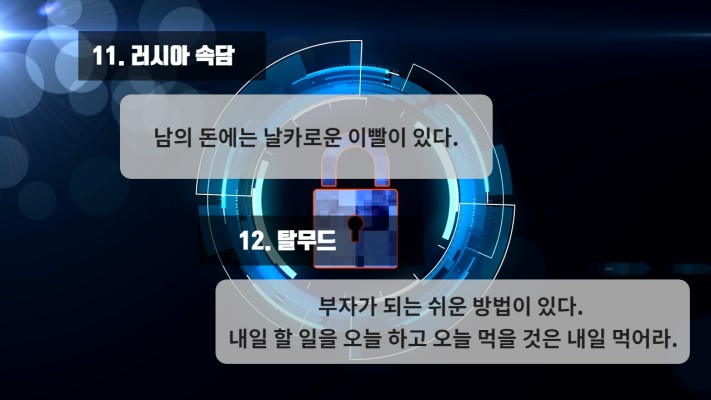 11. 러시아 속담
남의 돈에는 날카로운 이빨이 있다.
12. 탈무드
부자가 되는 쉬운 방법이 있다.
내일 할 일을 오늘 하고 오늘 먹을 것은 내일 먹어라.